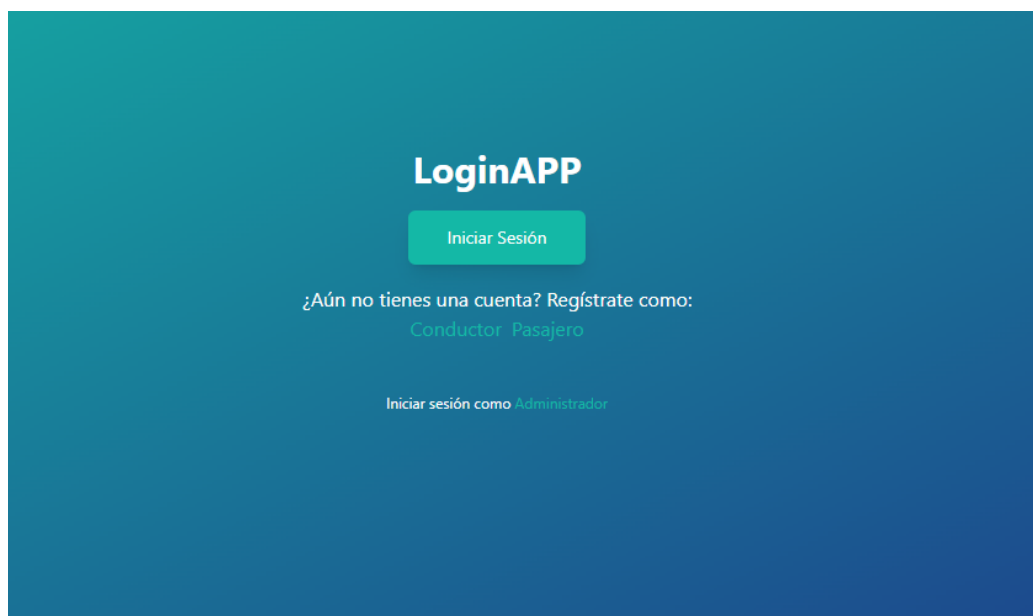 LoginAPP
Iniciar Sesión
¿Aún no tienes una cuenta? Regístrate como:
Conductor Pasajero
Iniciar sesión como Administrador